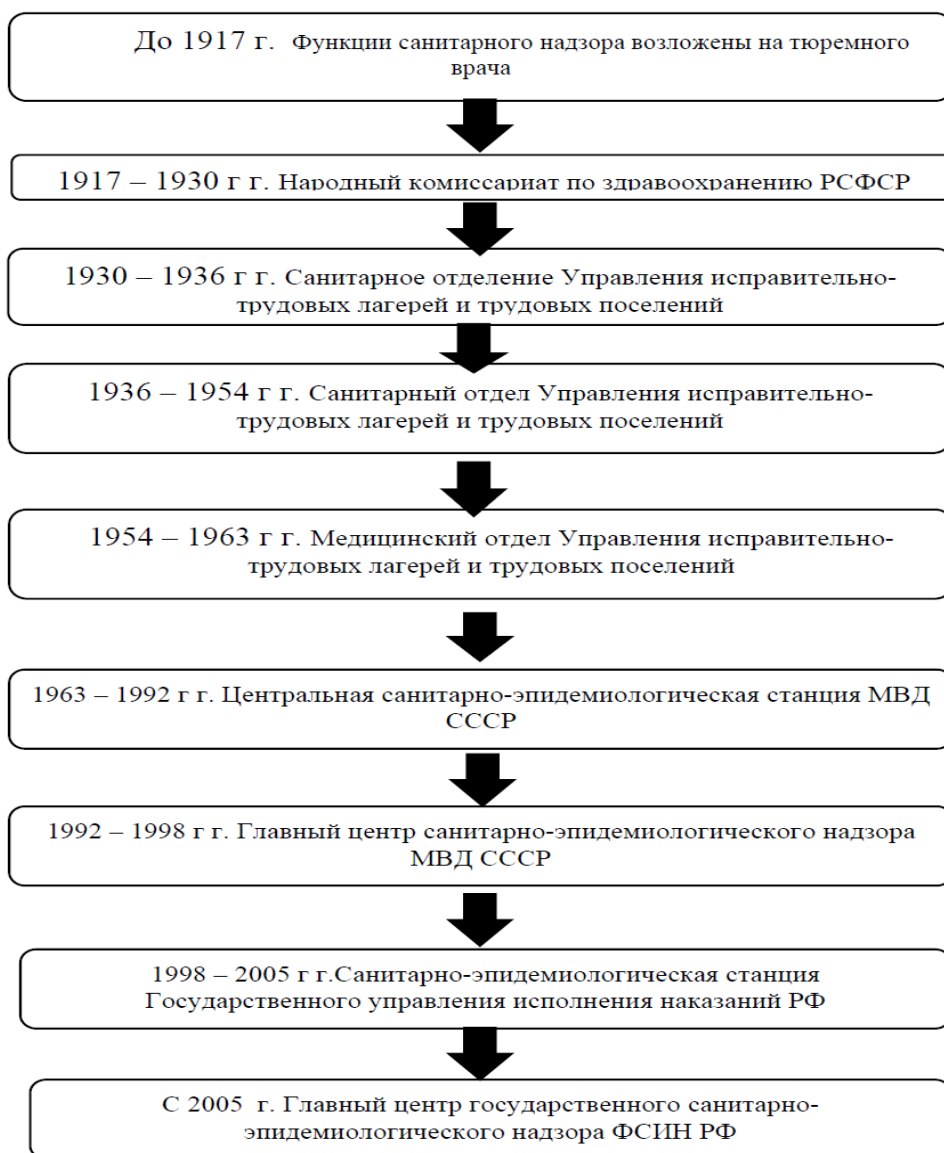 До 1917 г. Функции санитарного надзора возложены на тюремного
врача
1917 – 1930 г г. Народный комиссариат по здравоохранению РСФСР
1930 – 1936 г г. Санитарное отделение Управления исправительно-
трудовых лагерей и трудовых поселений
1936 – 1954 г г. Санитарный отдел Управления исправительно-
трудовых лагерей и трудовых поселений
1954 – 1963 г г. Медицинский отдел Управления исправительно-
трудовых лагерей и трудовых поселений
1963 – 1992 г г. Центральная санитарно-эпидемиологическая станция МВД
СССР
1992 – 1998 г г. Главный центр санитарно-эпидемиологического надзора
МВД СССР
1998 – 2005 г г.Санитарно-эпидемиологическая станция
Государственного управления исполнения наказаний РФ
С 2005 г. Главный центр государственного санитарно-
эпидемиологического надзора ФСИН РФ